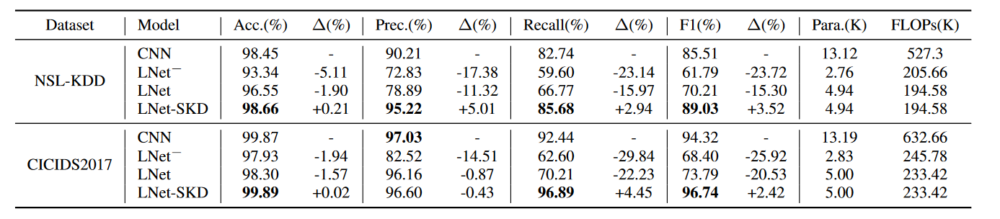 Dataset Model Acc.(%) Δ(%) Prec.(%) Δ(%) Recall(%) Δ(%) F1(%) Δ(%) Para.(K) FLOPs(K)
CNN 98.45 - 90.21 - 82.74 - 85.51 - 13.12 527.3
LNet⁻ 93.34 -5.11 72.83 -17.38 59.60 -23.14 61.79 -23.72 2.76 205.66
NSL-KDD
LNet 96.55 -1.90 78.89 -11.32 66.77 -15.97 70.21 -15.30 4.94 194.58
LNet-SKD 98.66 +0.21 95.22 +5.01 85.68 +2.94 89.03 +3.52 4.94 194.58
CNN 99.87 - 97.03 - 92.44 - 94.32 - 13.19 632.66
LNet⁻ 97.93 -1.94 82.52 -14.51 62.60 -29.84 68.40 -25.92 2.83 245.78
CICIDS2017
LNet 98.30 -1.57 96.16 -0.87 70.21 -22.23 73.79 -20.53 5.00 233.42
LNet-SKD 99.89 +0.02 96.60 -0.43 96.89 +4.45 96.74 +2.42 5.00 233.42